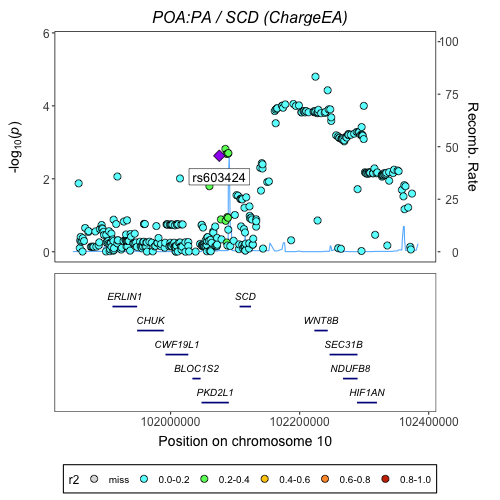 POA:PA / SCD (ChargeEA)
-log10(p)
6
4
2
0
100
75
50
25
0
Recomb. Rate
rs603424
ERLIN1
SCD
CHUK
WNT8B
CWF19L1
SEC31B
BLOC1S2
NDUFB8
PKD2L1
HIF1AN
102000000
102200000
102400000
Position on chromosome 10
r2 miss 0.0-0.2 0.2-0.4 0.4-0.6 0.6-0.8 0.8-1.0